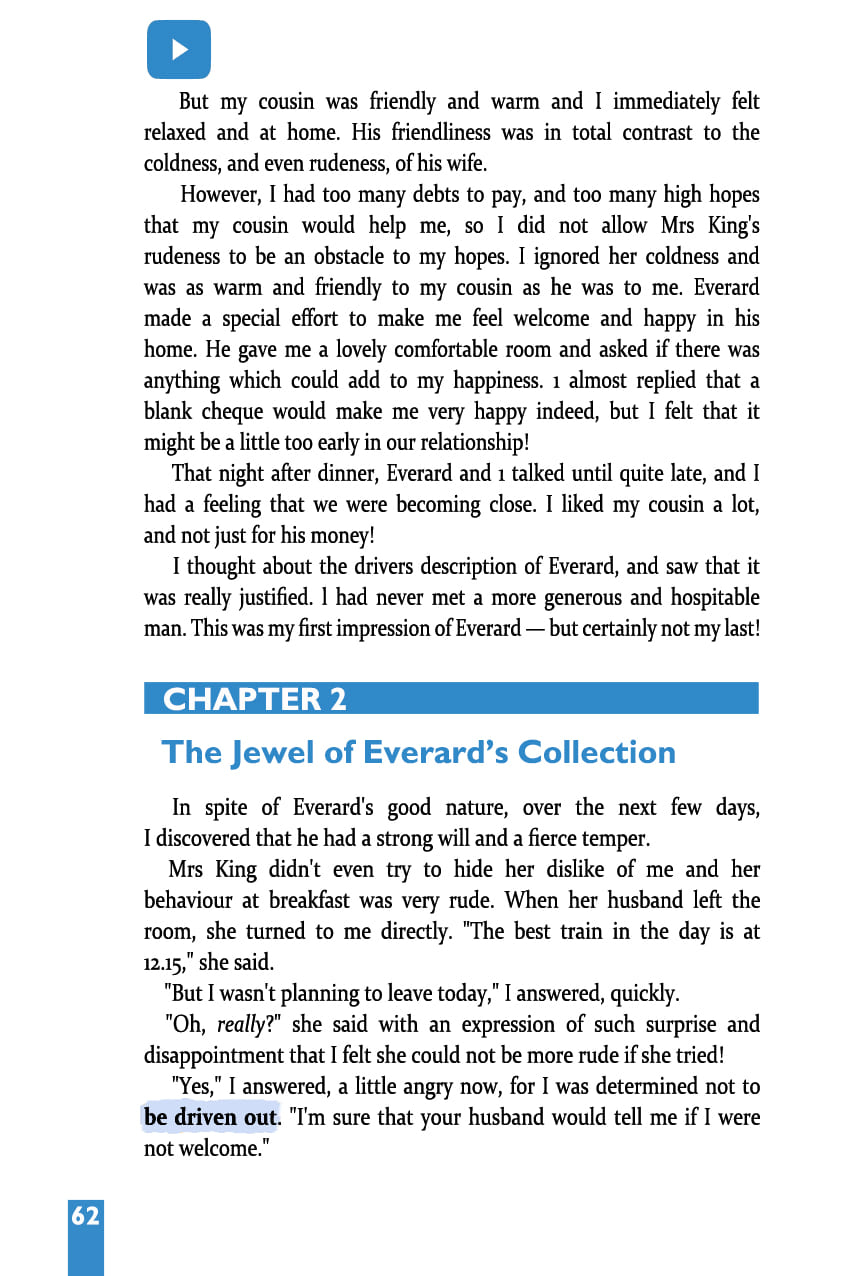 But my cousin was friendly and warm and I immediately felt
relaxed and at home. His friendliness was in total contrast to the
coldness, and even rudeness, of his wife.
However, I had too many debts to pay, and too many high hopes
that my cousin would help me, so I did not allow Mrs King's
rudeness to be an obstacle to my hopes. I ignored her coldness and
was as warm and friendly to my cousin as he was to me. Everard
made a special effort to make me feel welcome and happy in his
home. He gave me a lovely comfortable room and asked if there was
anything which could add to my happiness. 1 almost replied that a
blank cheque would make me very happy indeed, but I felt that it
might be a little too early in our relationship!
That night after dinner, Everard and 1 talked until quite late, and I
had a feeling that we were becoming close. I liked my cousin a lot,
and not just for his money!
I thought about the drivers description of Everard, and saw that it
was really justified. l had never met a more generous and hospitable
man. This was my first impression of Everard — but certainly not my last!
CHAPTER 2
The Jewel of Everard’s Collection
In spite of Everard's good nature, over the next few days,
I discovered that he had a strong will and a fierce temper.
Mrs King didn't even try to hide her dislike of me and her
behaviour at breakfast was very rude. When her husband left the
room, she turned to me directly. "The best train in the day is at
12.15," she said.
"But I wasn't planning to leave today," I answered, quickly.
"Oh, really?" she said with an expression of such surprise and
disappointment that I felt she could not be more rude if she tried!
"Yes," I answered, a little angry now, for I was determined not to
be driven out. "I'm sure that your husband would tell me if I were
not welcome."
62